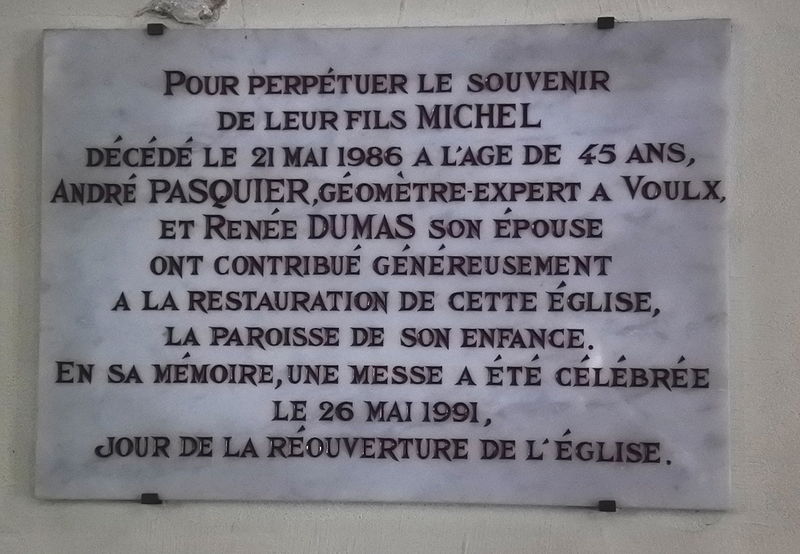 POUR PERPÉTUER LE SOUVENIR
DE LEUR FILS MICHEL
DÉCÉDÉ LE 21 MAI 1986 A L'AGE DE 45 ANS,
ANDRÉ PASQUIER, GÉOMÈTRE-EXPERT A VOULX,
ET RENÉE DUMAS SON ÉPOUSE
ONT CONTRIBUÉ GÉNÉREUSEMENT
A LA RESTAURATION DE CETTE ÉGLISE,
LA PAROISSE DE SON ENFANCE.
EN SA MÉMOIRE, UNE MESSE A ÉTÉ CÉLÉBRÉE
LE 26 MAI 1991,
JOUR DE LA RÉOUVERTURE DE L'ÉGLISE.